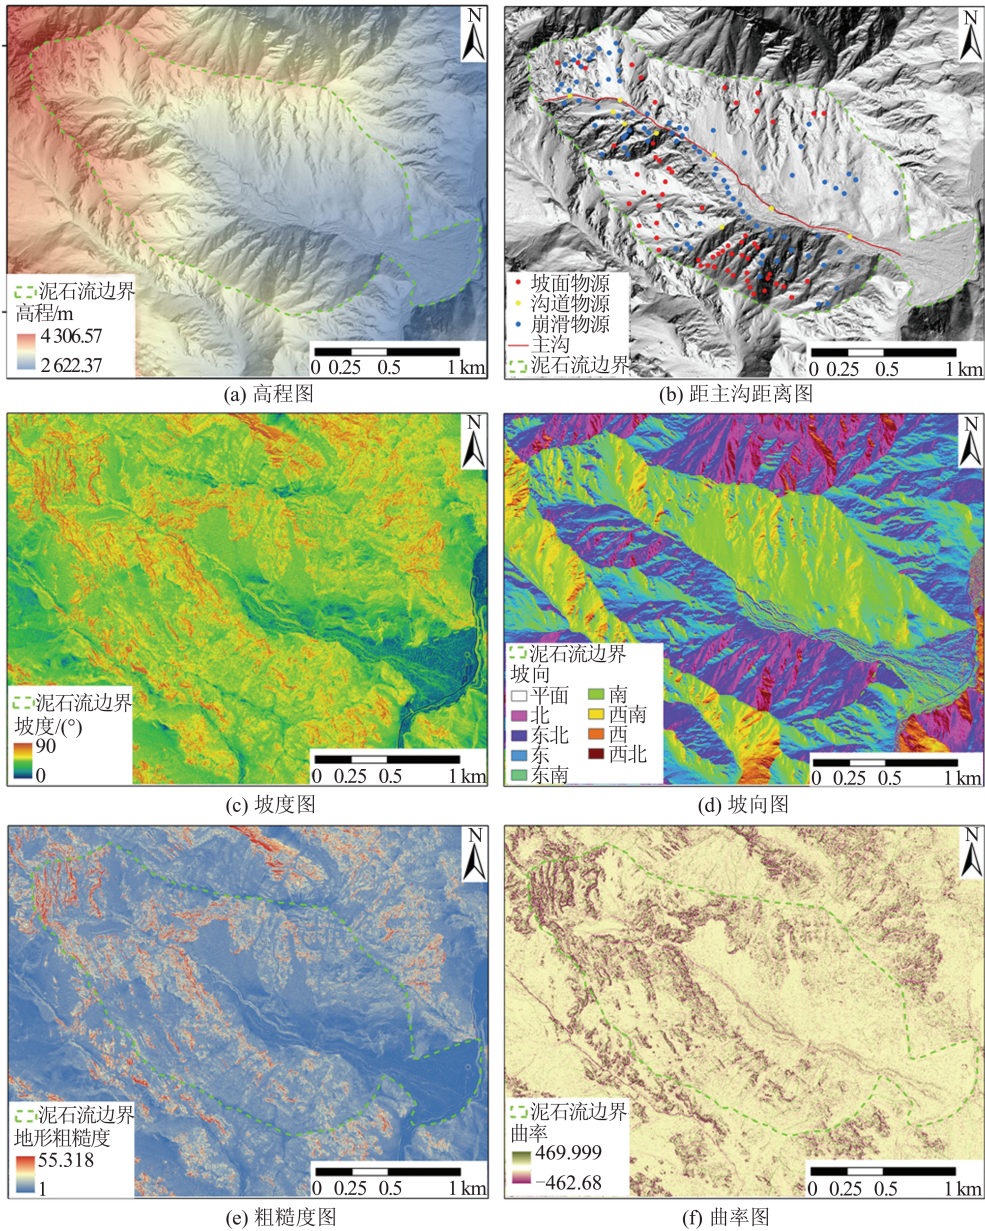 N
泥石流边界
高程/m
4 306.57
2 622.37
0 0.25 0.5 1 km
(a) 高程图
N
坡面物源
沟道物源
崩滑物源
主沟
泥石流边界
0 0.25 0.5 1 km
(b) 距主沟距离图
N
泥石流边界
坡度/(°)
90
0
0 0.25 0.5 1 km
(c) 坡度图
N
泥石流边界
坡向
平面 南
北 西南
东北 西
东 西北
东南
0 0.25 0.5 1 km
(d) 坡向图
N
泥石流边界
地形粗糙度
55.318
1
0 0.25 0.5 1 km
(e) 粗糙度图
N
泥石流边界
曲率
469.999
−462.68
0 0.25 0.5 1 km
(f) 曲率图